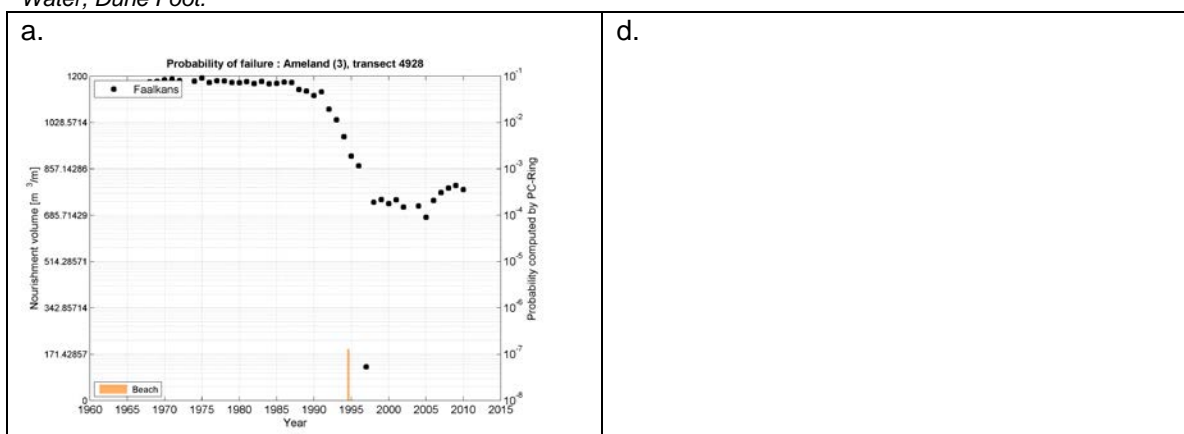 Water, Dune Foot.
a.
d.
Probability of failure : Ameland (3), transect 4928
Faalkans
1200
1028.5714
857.14286
685.71429
514.28571
342.85714
171.42857
0
Nourishment volume [m ³/m]
10⁻¹
10⁻²
10⁻³
10⁻⁴
10⁻⁵
10⁻⁶
10⁻⁷
10⁻⁸
Probability computed by PC-Ring
Beach
1960 1965 1970 1975 1980 1985 1990 1995 2000 2005 2010 2015
Year